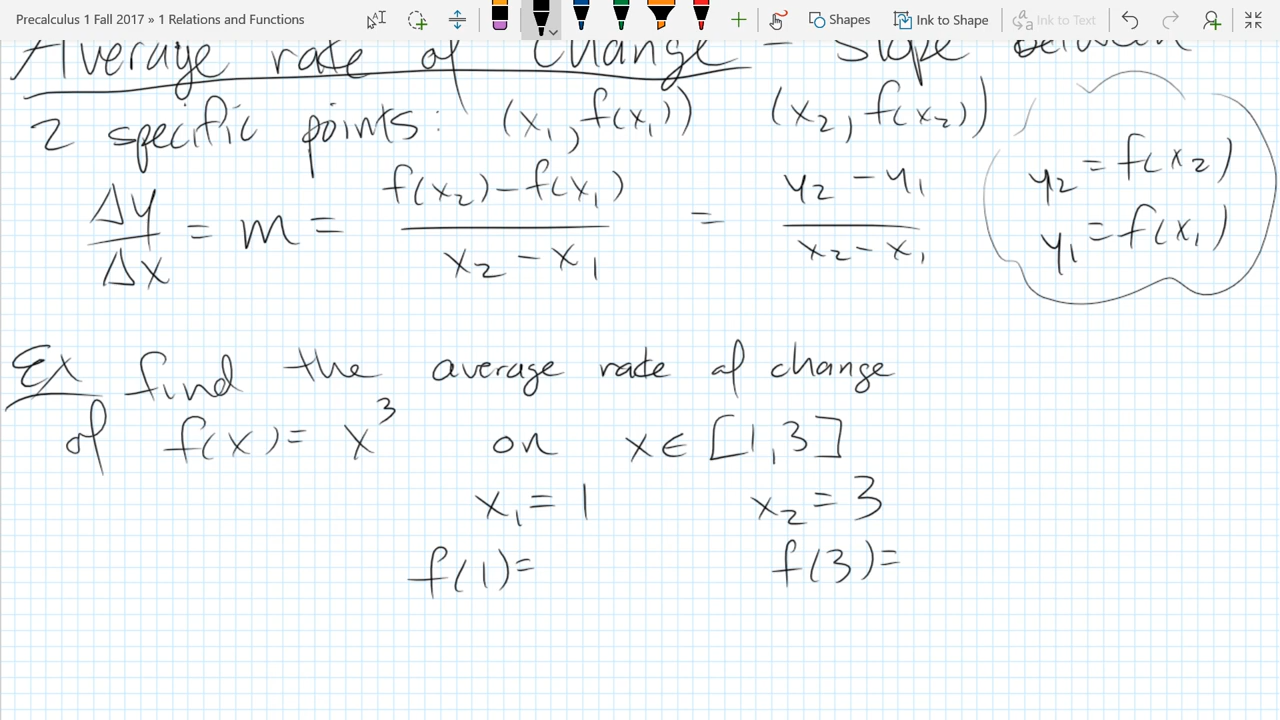 Precalculus 1 Fall 2017 » 1 Relations and Functions
Shapes
Ink to Shape
Ink to Text
Average rate of change - slope between
2 specific points: (x₁, f(x₁)) (x₂, f(x₂))
Δy/Δx = m = f(x₂) - f(x₁) / x₂ - x₁ = y₂ - y₁ / x₂ - x₁
y₂ = f(x₂)
y₁ = f(x₁)
Ex find the average rate of change
of f(x) = x³ on x ∈ [1, 3]
x₁ = 1 x₂ = 3
f(1) = f(3) =